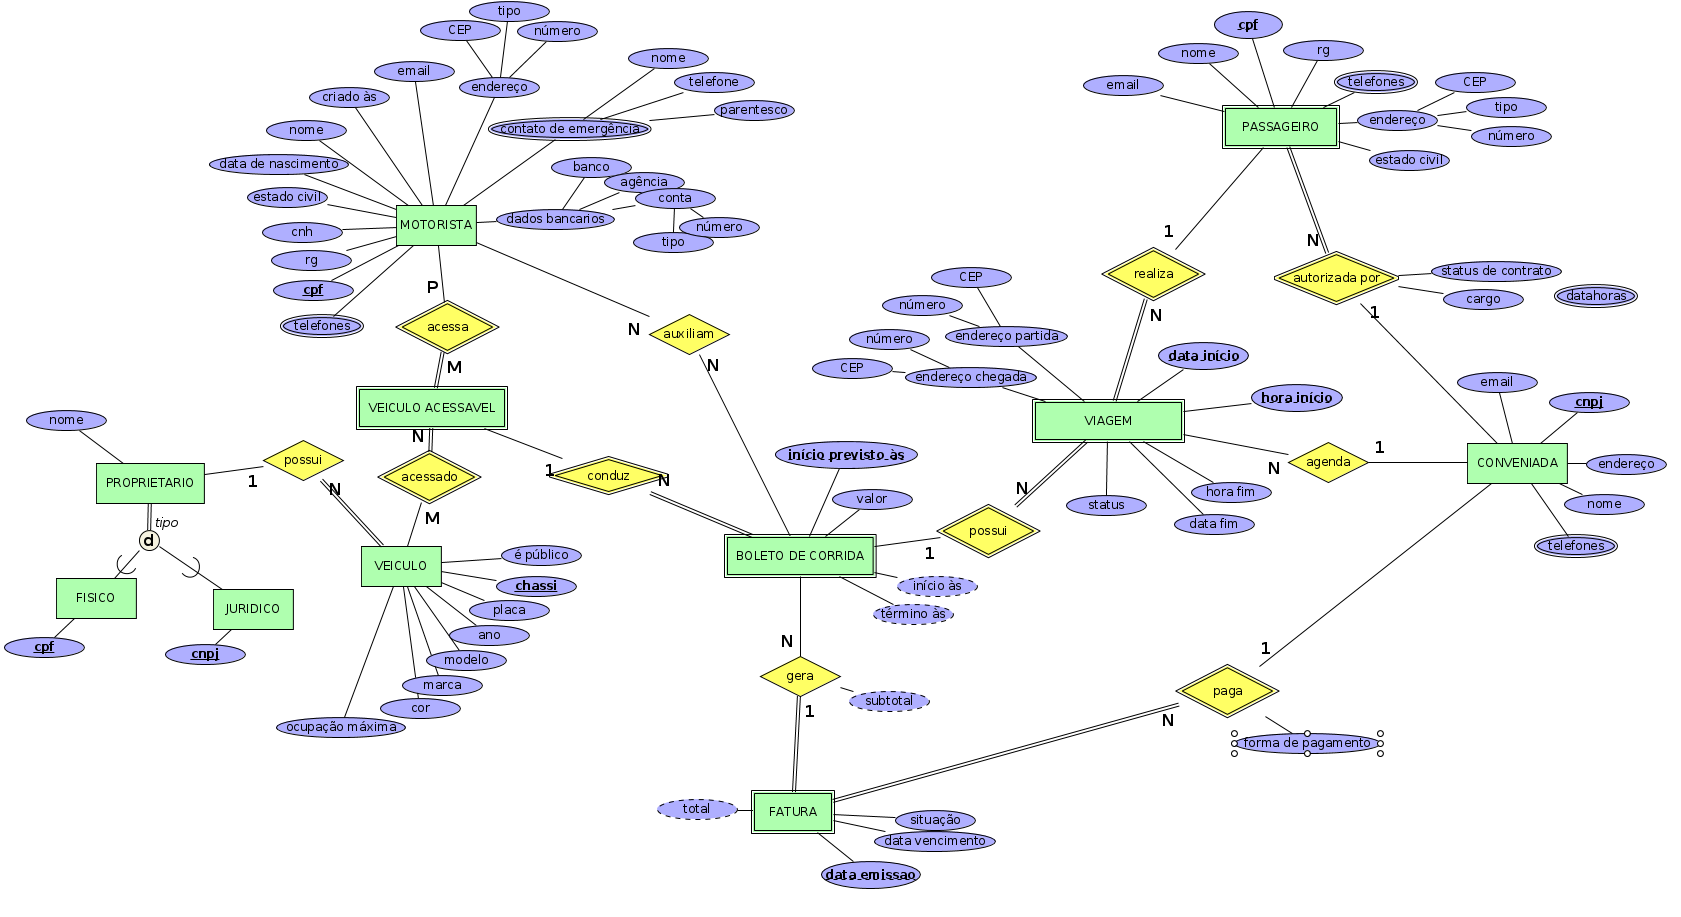 tipo
CEP
número
email
endereço
criado às
nome
telefone
parentesco
contato de emergência
nome
data de nascimento
estado civil
cnh
rg
cpf
telefones
MOTORISTA
banco
agência
conta
dados bancarios
número
tipo
P
acessa
M
N
auxiliam
N
VEICULO ACESSAVEL
N
acessado
M
1
conduz
N
nome
PROPRIETARIO
possui
1
N
tipo
d
FISICO
JURIDICO
cpf
cnpj
VEICULO
é público
chassi
placa
ano
modelo
marca
cor
ocupação máxima
início previsto às
valor
BOLETO DE CORRIDA
início às
término às
1
possui
N
N
gera
subtotal
1
total
FATURA
situação
data vencimento
data emissao
cpf
nome
rg
email
telefones
CEP
endereço
tipo
número
estado civil
PASSAGEIRO
1
realiza
N
N
autorizada por
status de contrato
cargo
datahoras
1
CEP
número
endereço partida
número
CEP
endereço chegada
data início
hora início
VIAGEM
status
hora fim
data fim
N
agenda
1
email
cnpj
CONVENIADA
endereço
nome
telefones
1
paga
N
forma de pagamento